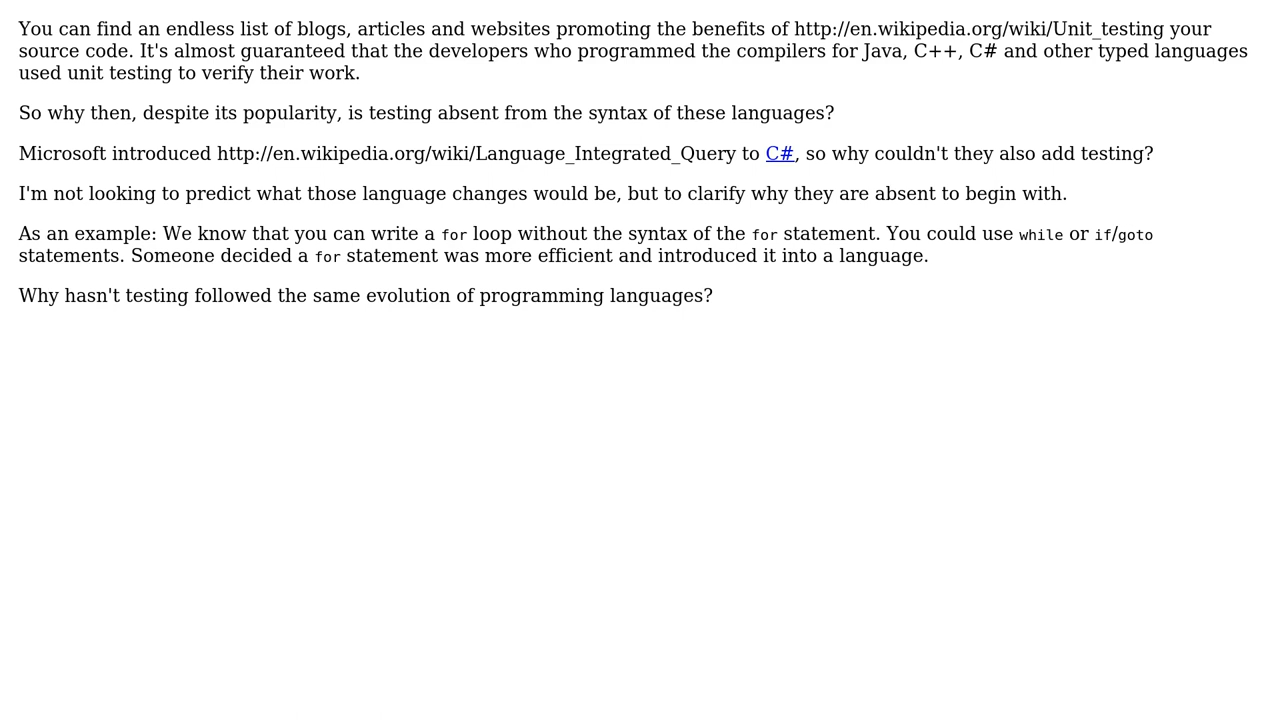 You can find an endless list of blogs, articles and websites promoting the benefits of http://en.wikipedia.org/wiki/Unit_testing your
source code. It's almost guaranteed that the developers who programmed the compilers for Java, C++, C# and other typed languages
used unit testing to verify their work.
So why then, despite its popularity, is testing absent from the syntax of these languages?
Microsoft introduced http://en.wikipedia.org/wiki/Language_Integrated_Query to C#, so why couldn't they also add testing?
I'm not looking to predict what those language changes would be, but to clarify why they are absent to begin with.
As an example: We know that you can write a for loop without the syntax of the for statement. You could use while or if/goto
statements. Someone decided a for statement was more efficient and introduced it into a language.
Why hasn't testing followed the same evolution of programming languages?